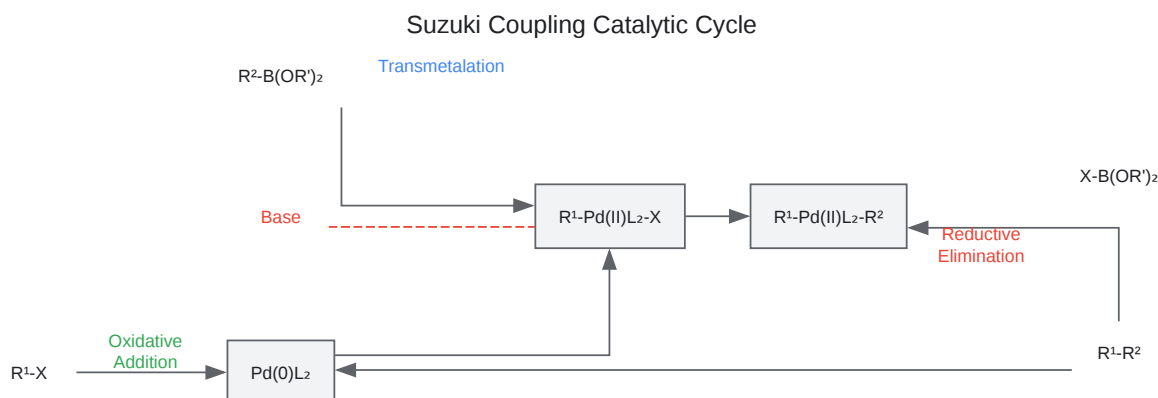 Suzuki Coupling Catalytic Cycle
Transmetalation
R²-B(OR')₂
X-B(OR')₂
Base
R¹-Pd(II)L₂-X
R¹-Pd(II)L₂-R²
Reductive
Elimination
Oxidative
Addition
R¹-X
Pd(0)L₂
R¹-R²